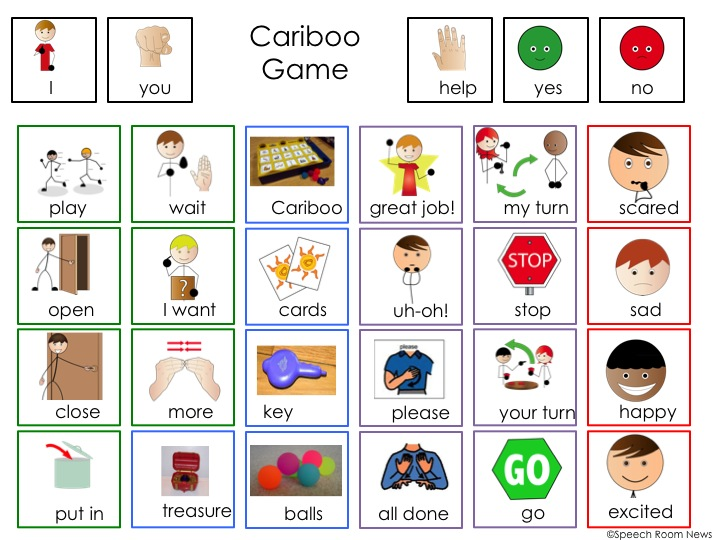 Cariboo
Game
I
you
help
yes
no
play
wait
Cariboo
great job!
my turn
scared
open
I want
?
cards
uh-oh!
STOP
stop
sad
close
more
key
please
please
your turn
happy
put in
treasure
balls
all done
GO
go
excited
©Speech Room News